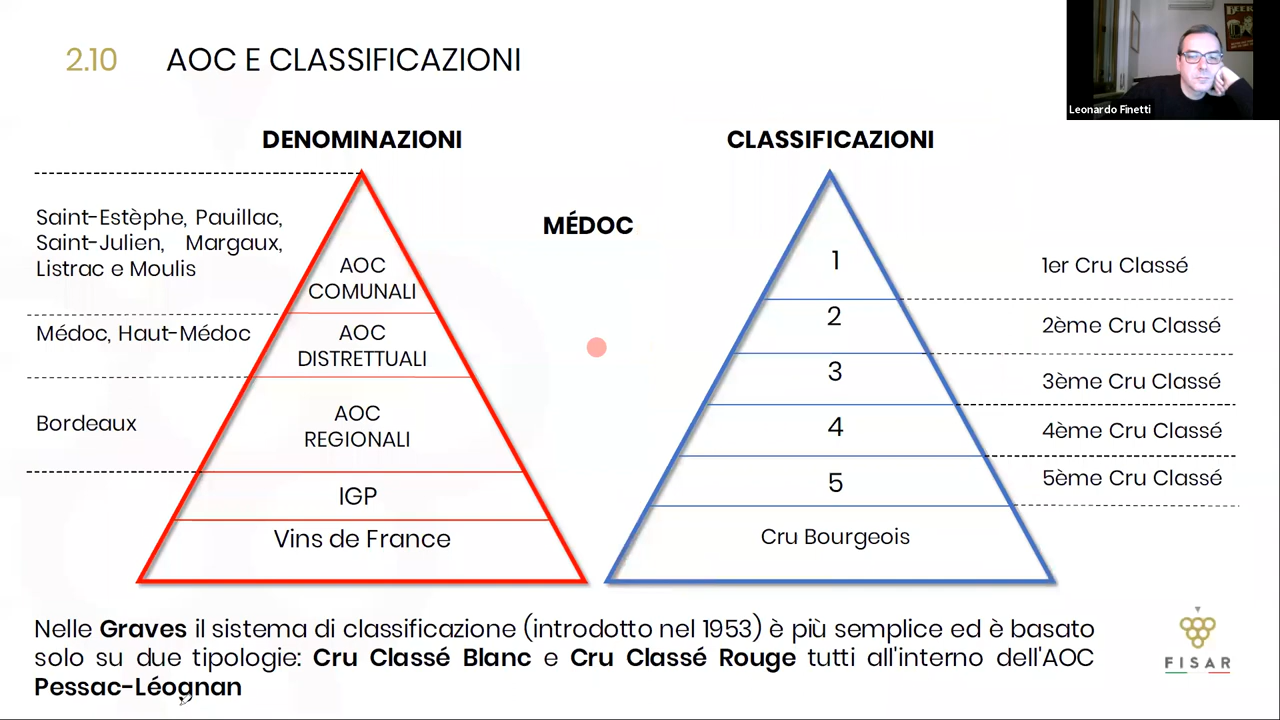 2.10 AOC E CLASSIFICAZIONI
Leonardo Finetti
DENOMINAZIONI
CLASSIFICAZIONI
MÉDOC
Saint-Estèphe, Pauillac,
Saint-Julien, Margaux,
Listrac e Moulis
Médoc, Haut-Médoc
Bordeaux
AOC
COMUNALI
AOC
DISTRETTUALI
AOC
REGIONALI
IGP
Vins de France
1
2
3
4
5
Cru Bourgeois
1er Cru Classé
2ème Cru Classé
3ème Cru Classé
4ème Cru Classé
5ème Cru Classé
Nelle Graves il sistema di classificazione (introdotto nel 1953) è più semplice ed è basato
solo su due tipologie: Cru Classé Blanc e Cru Classé Rouge tutti all'interno dell'AOC
Pessac-Léognan
FISAR